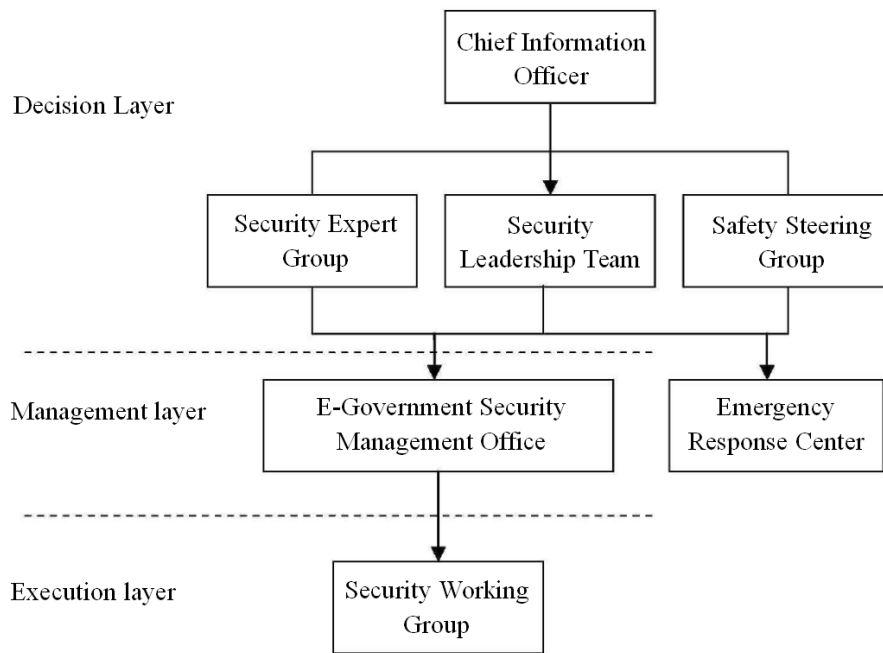 Chief Information
Officer
Decision Layer
Security Expert
Group
Security
Leadership Team
Safety Steering
Group
Management layer
E-Government Security
Management Office
Emergency
Response Center
Execution layer
Security Working
Group